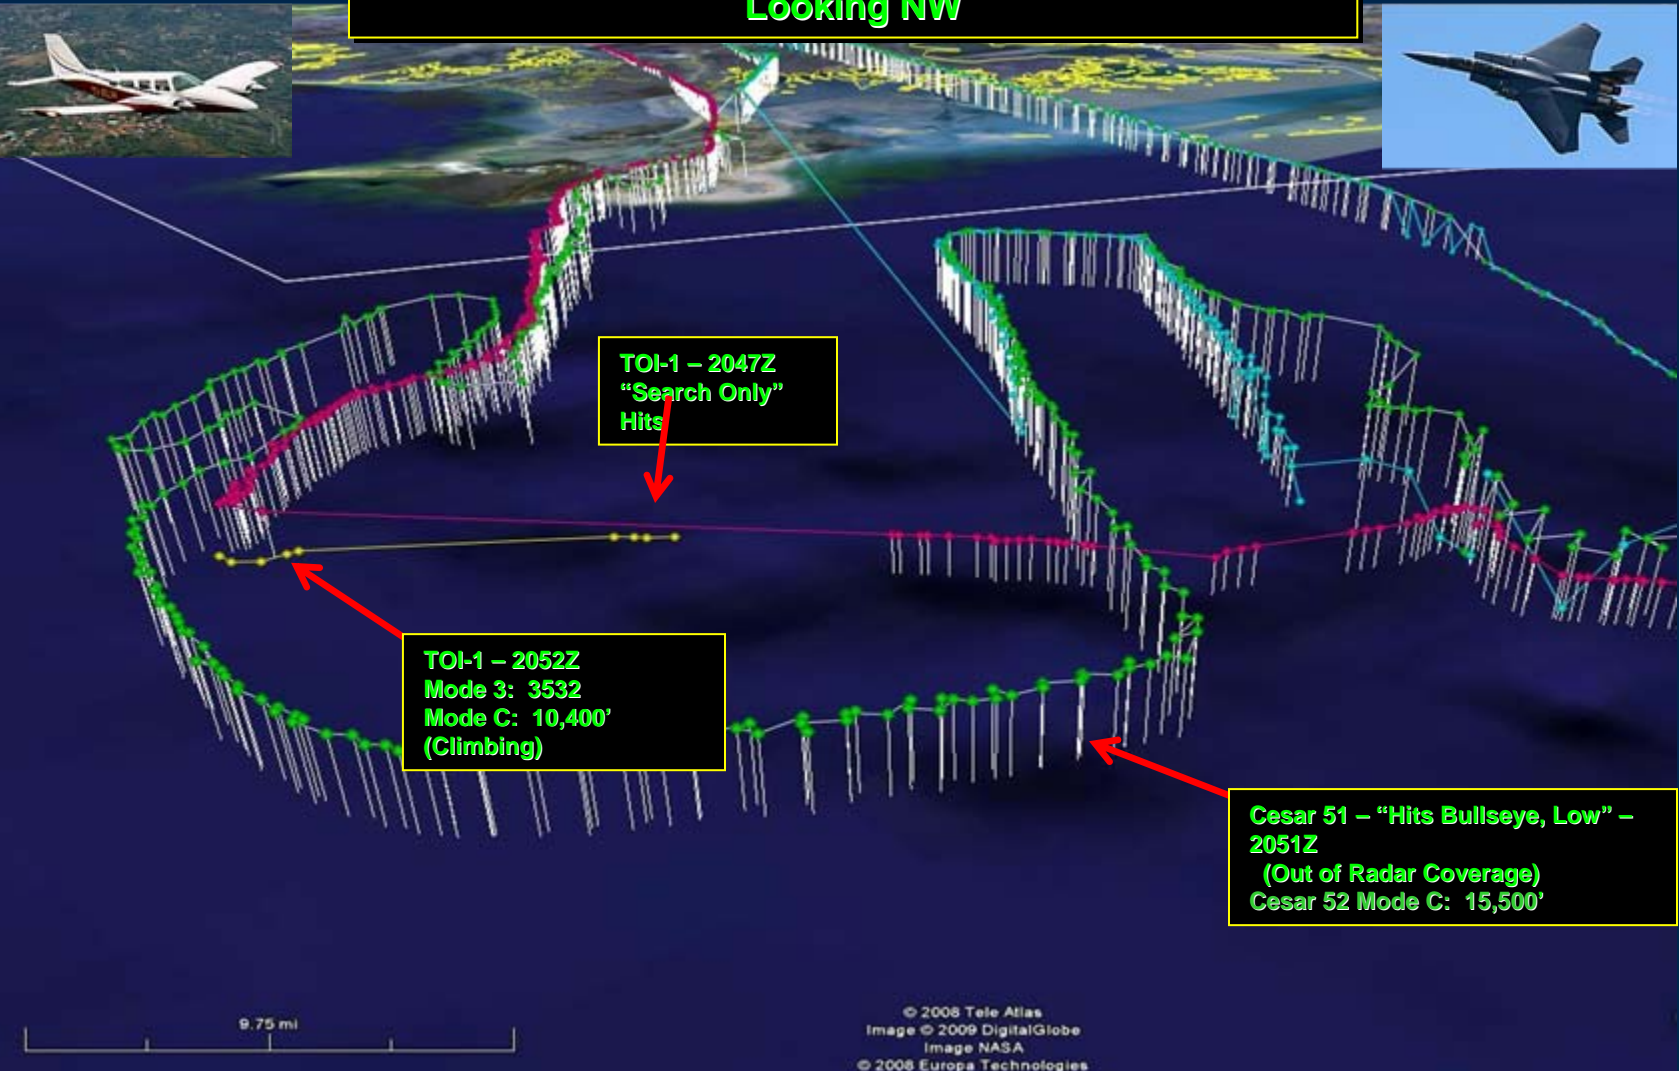 Looking NW
TOI-1 – 2047Z
“Search Only”
Hits
TOI-1 – 2052Z
Mode 3:  3532
Mode C:  10,400’
(Climbing)
Cesar 51 – “Hits Bullseye, Low” –
2051Z
(Out of Radar Coverage)
Cesar 52 Mode C:  15,500’
9.75 mi
© 2008 Tele Atlas
Image © 2009 DigitalGlobe
Image NASA
© 2008 Europa Technologies